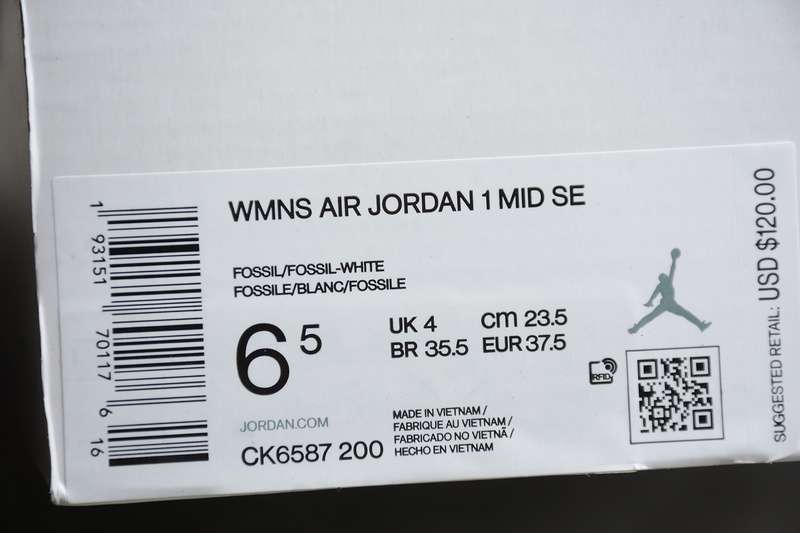 WMNS AIR JORDAN 1 MID SE
FOSSIL/FOSSIL-WHITE
FOSSILE/BLANC/FOSSILE
6 5
UK 4 cm 23.5
BR 35.5 EUR 37.5
JORDAN.COM
CK6587 200
MADE IN VIETNAM /
FABRIQUE AU VIETNAM /
FABRICADO NO VIETNÃ /
HECHO EN VIETNAM
RFID
1 93151 70117 6 16
SUGGESTED RETAIL: USD $120.00